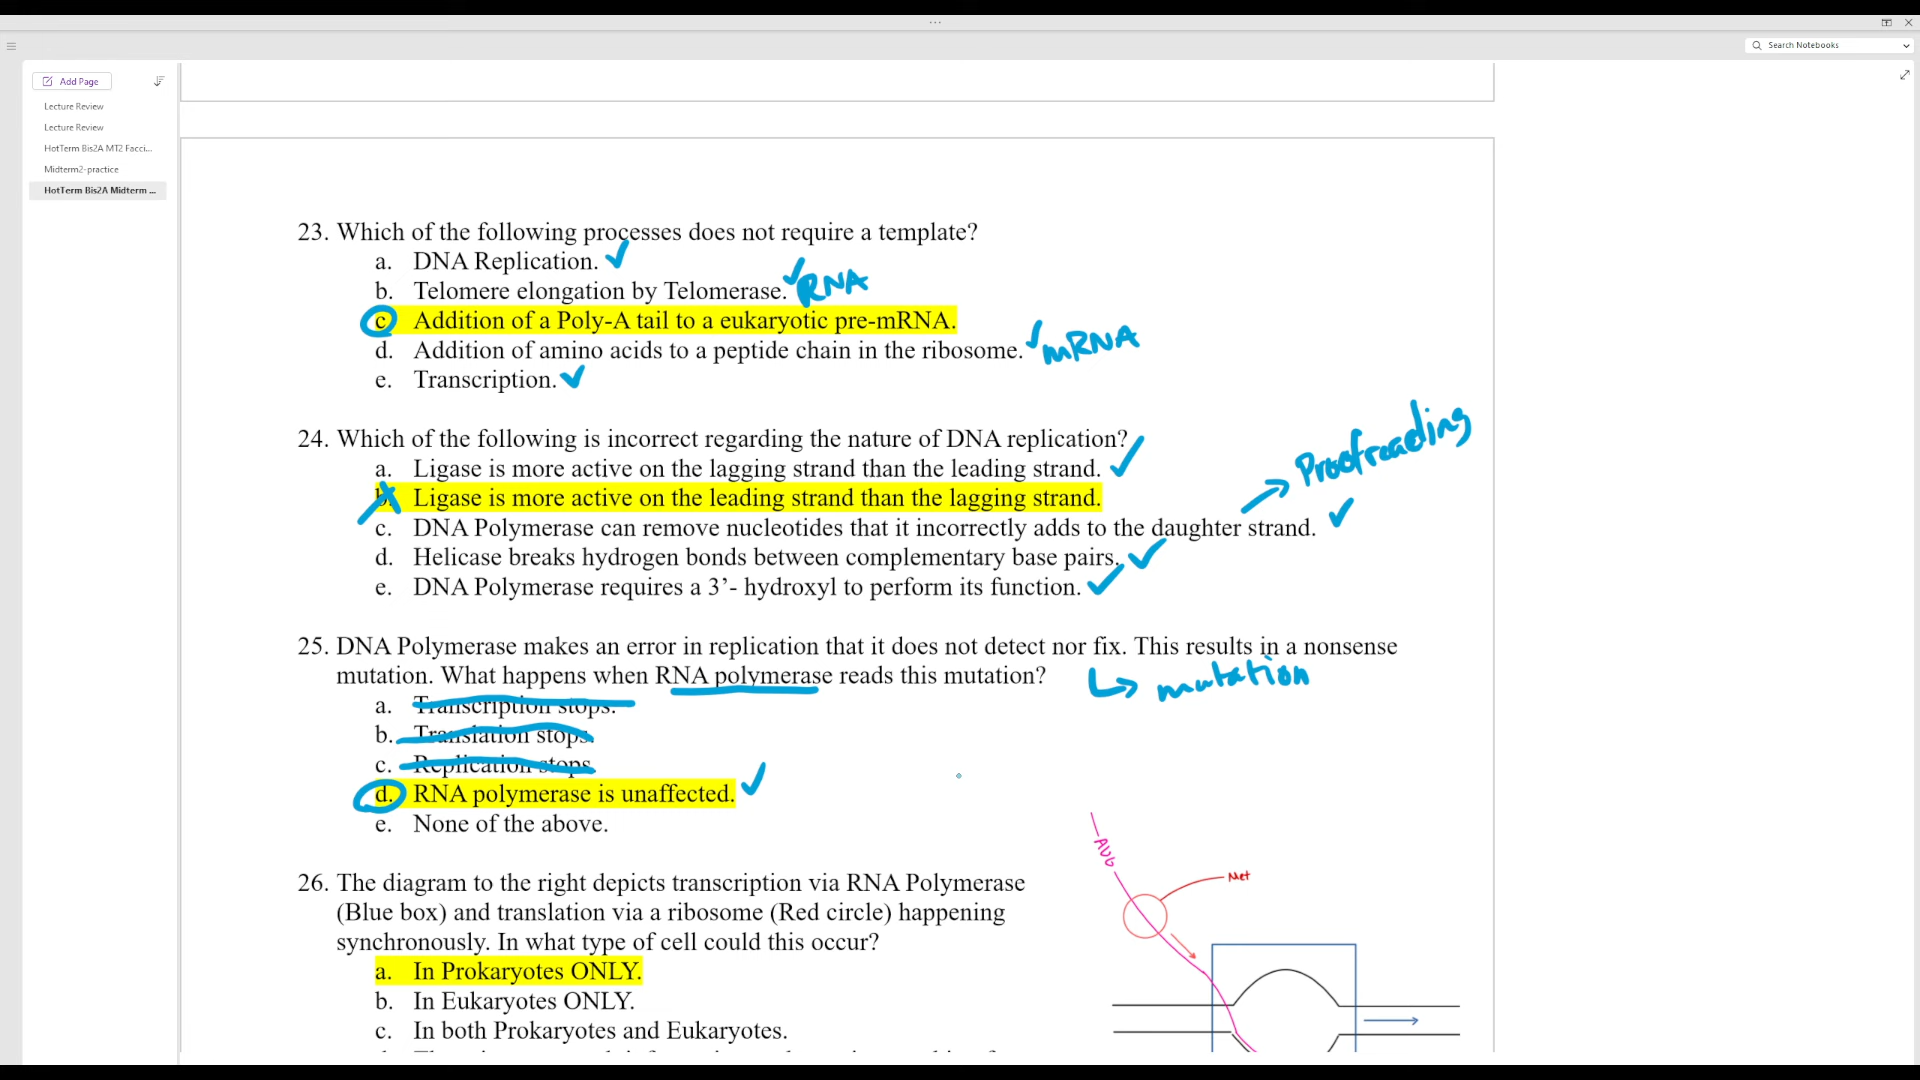 Search Notebooks
Add Page
Lecture Review
Lecture Review
HotTerm Bis2A MT2 Facci...
Midterm2-practice
HotTerm Bis2A Midterm ...
23. Which of the following processes does not require a template?
a. DNA Replication.
b. Telomere elongation by Telomerase. RNA
c. Addition of a Poly-A tail to a eukaryotic pre-mRNA.
d. Addition of amino acids to a peptide chain in the ribosome. mRNA
e. Transcription.
24. Which of the following is incorrect regarding the nature of DNA replication?
a. Ligase is more active on the lagging strand than the leading strand.
Proofreading
b. Ligase is more active on the leading strand than the lagging strand.
c. DNA Polymerase can remove nucleotides that it incorrectly adds to the daughter strand.
d. Helicase breaks hydrogen bonds between complementary base pairs.
e. DNA Polymerase requires a 3’- hydroxyl to perform its function.
25. DNA Polymerase makes an error in replication that it does not detect nor fix. This results in a nonsense
mutation. What happens when RNA polymerase reads this mutation?
mutation
a. Transcription stops.
b. Translation stops.
c. Replication stops
d. RNA polymerase is unaffected.
e. None of the above.
AUG
Met
26. The diagram to the right depicts transcription via RNA Polymerase
(Blue box) and translation via a ribosome (Red circle) happening
synchronously. In what type of cell could this occur?
a. In Prokaryotes ONLY.
b. In Eukaryotes ONLY.
c. In both Prokaryotes and Eukaryotes.